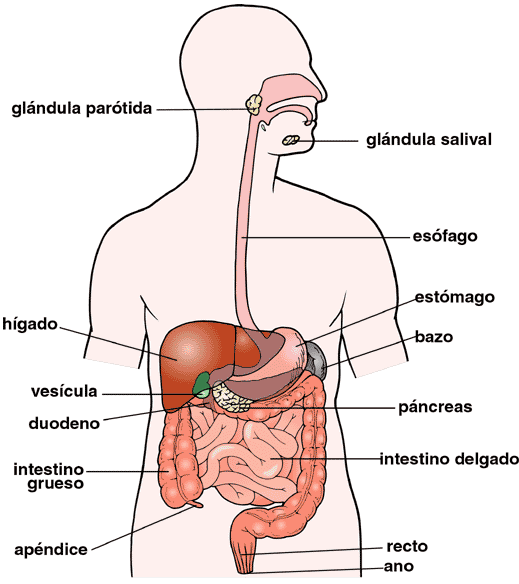 glándula parótida
glándula salival
esófago
estómago
hígado
bazo
vesícula
páncreas
duodeno
intestino delgado
intestino
grueso
apéndice
recto
ano